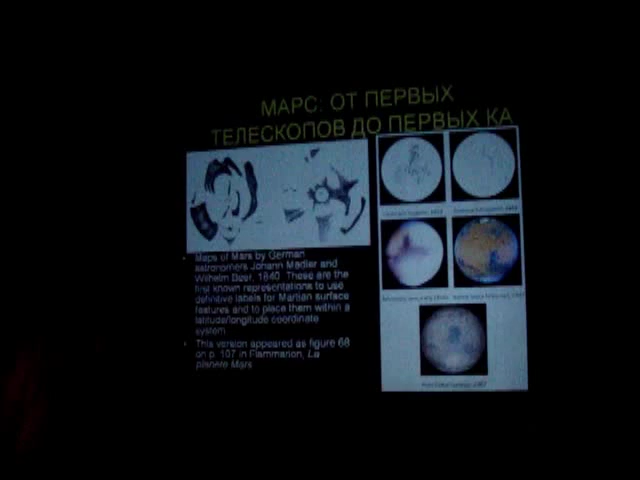 МАРС: ОТ ПЕРВЫХ
ТЕЛЕСКОПОВ ДО ПЕРВЫХ КА
• Maps of Mars by German
astronomers Johann Madler and
Wilhelm Beer, 1840. These are the
first known representations to use
definitive labels for Martian surface
features and to place them within a
latitude/longitude coordinate
system
• This version appeared as figure 68
on p. 107 in Flammarion, La
planete Mars